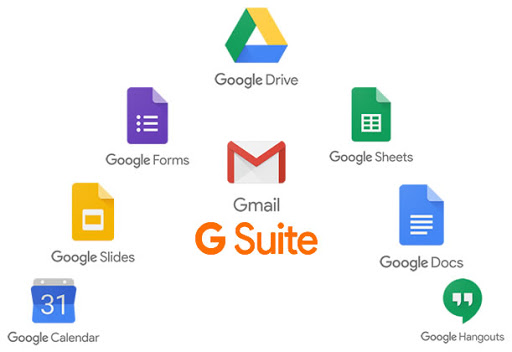 Google Drive
Google Forms
Google Sheets
Gmail
G Suite
Google Slides
Google Docs
31
Google Calendar
Google Hangouts